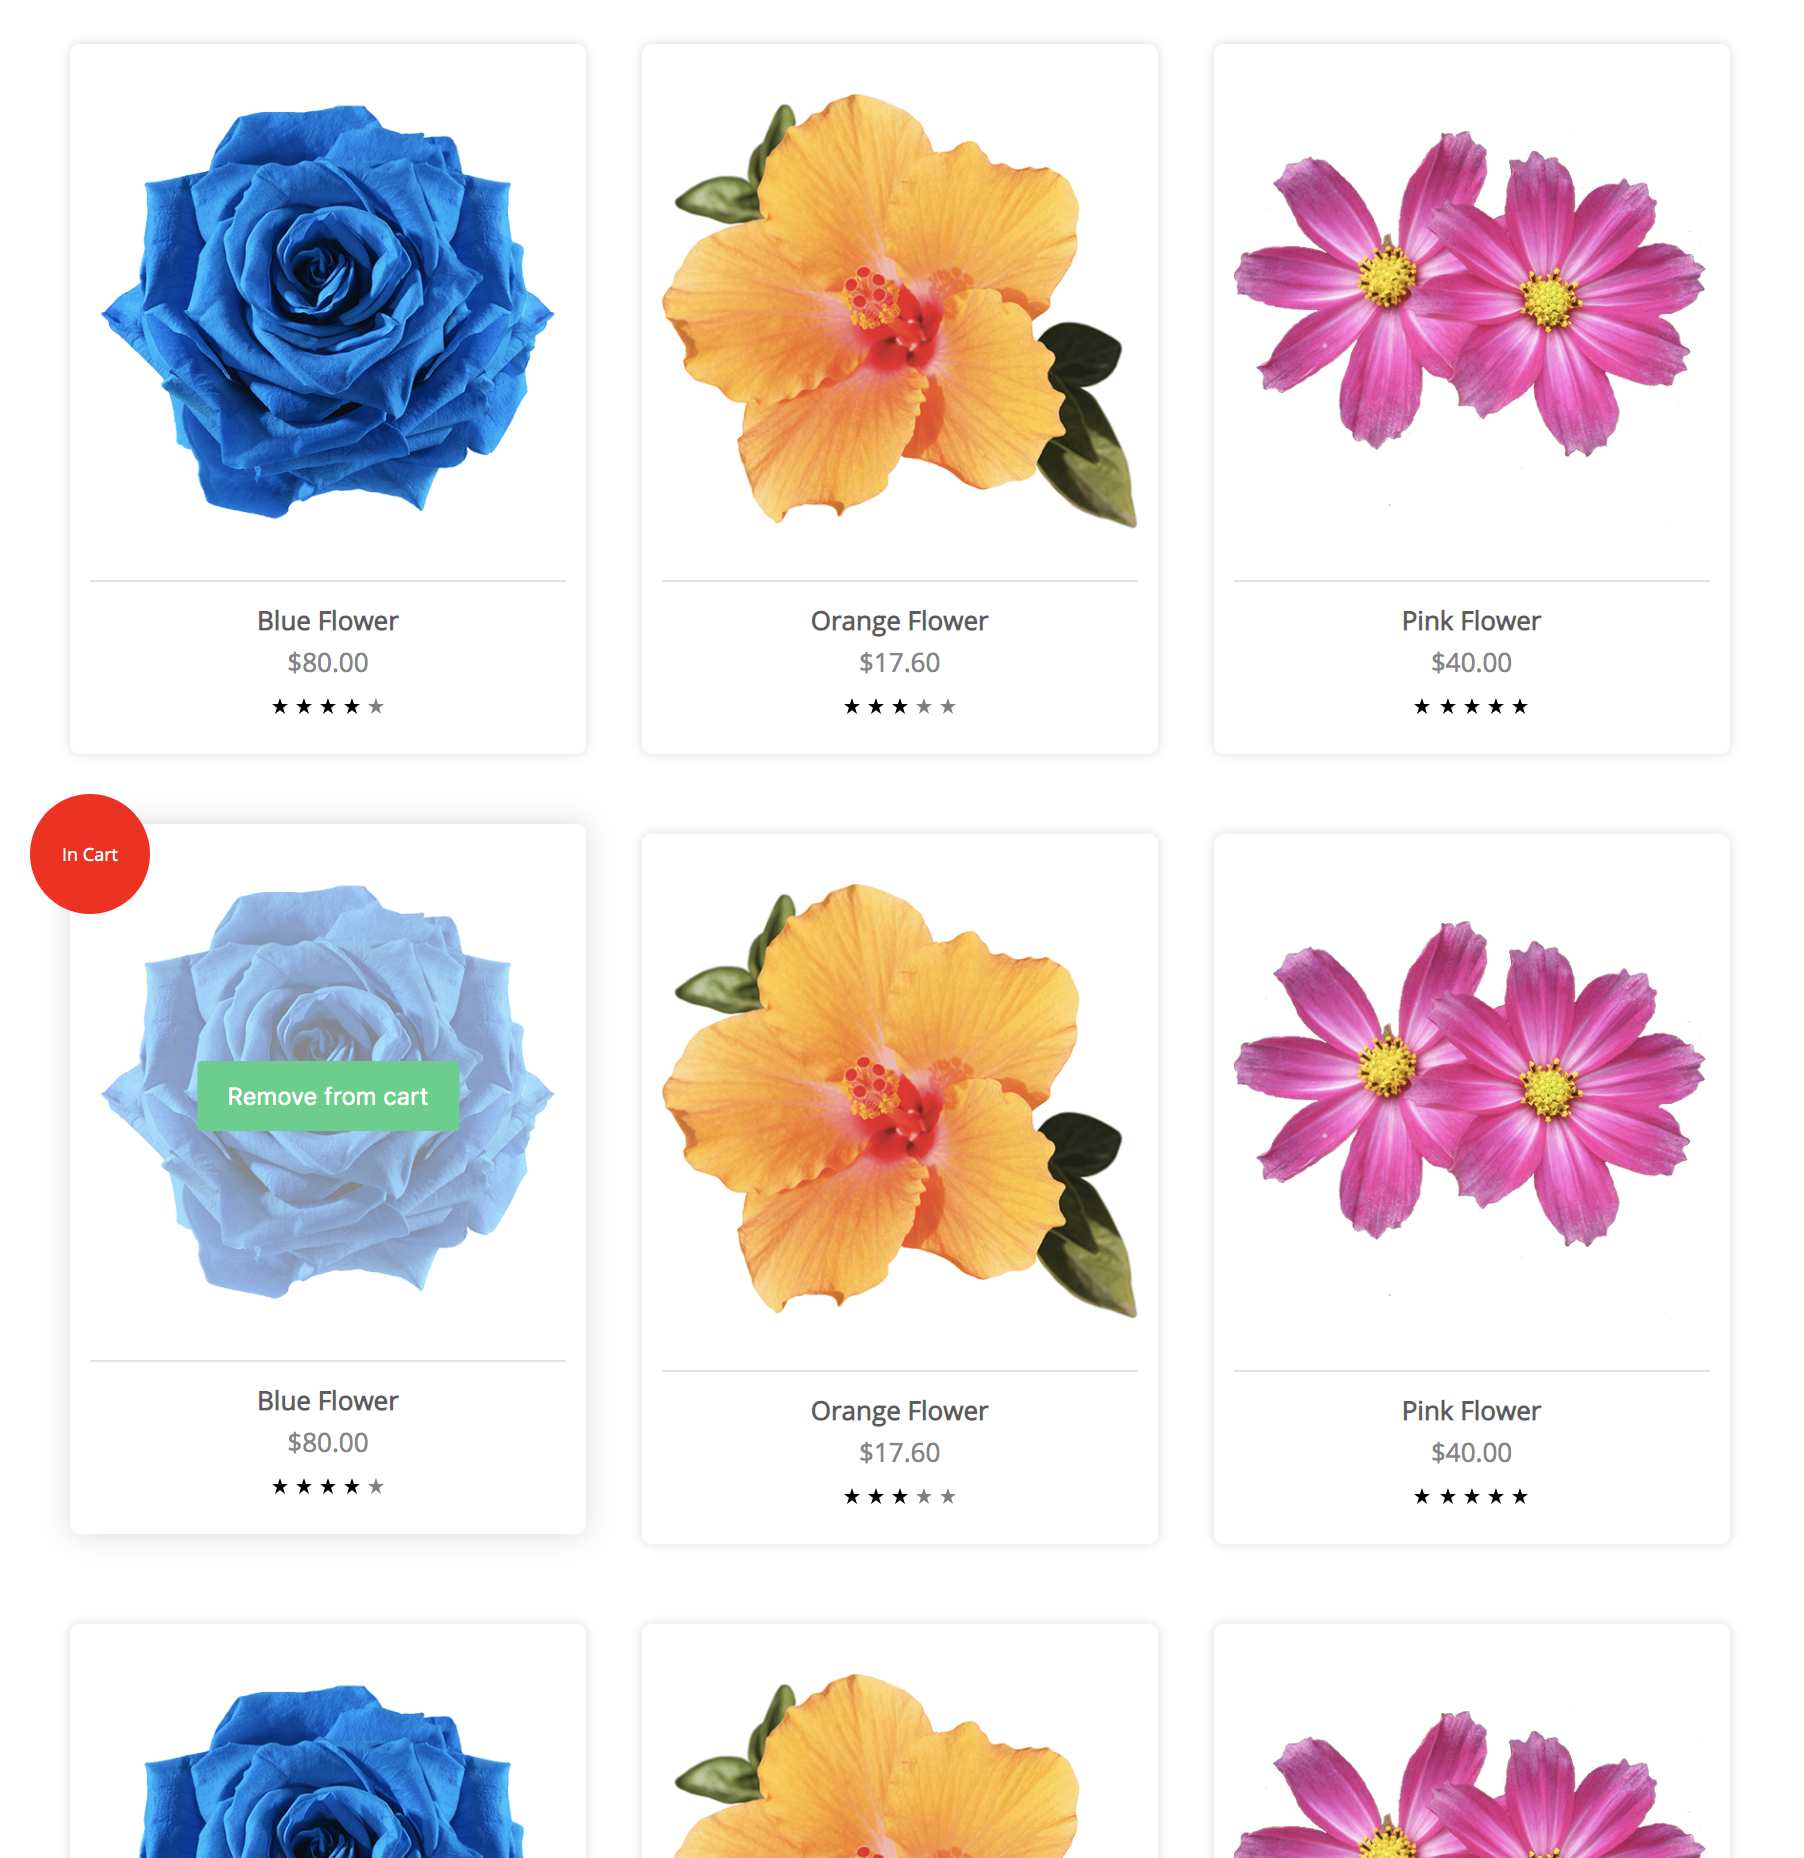 Blue Flower
$80.00
★★★★★
Orange Flower
$17.60
★★★★★
Pink Flower
$40.00
★★★★★
In Cart
Remove from cart
Blue Flower
$80.00
★★★★★
Orange Flower
$17.60
★★★★★
Pink Flower
$40.00
★★★★★